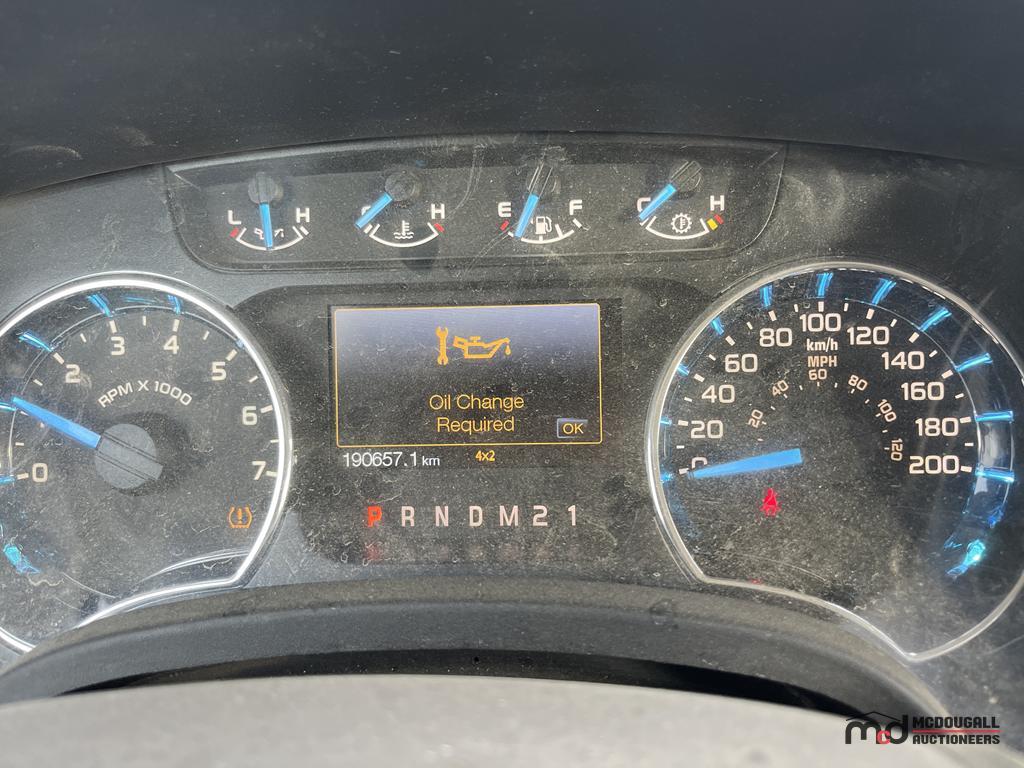 L H
C H
E F
C H
0 2 3 4 5 6 7
RPM X 1000
Oil Change
Required
OK
190657.1 km
4x2
P R N D M 2 1
0 20 40 60 80 100 120 140 160 180 200
km/h
MPH
20 40 60 80 100 120
MCDOUGALL
mcd
AUCTIONEERS